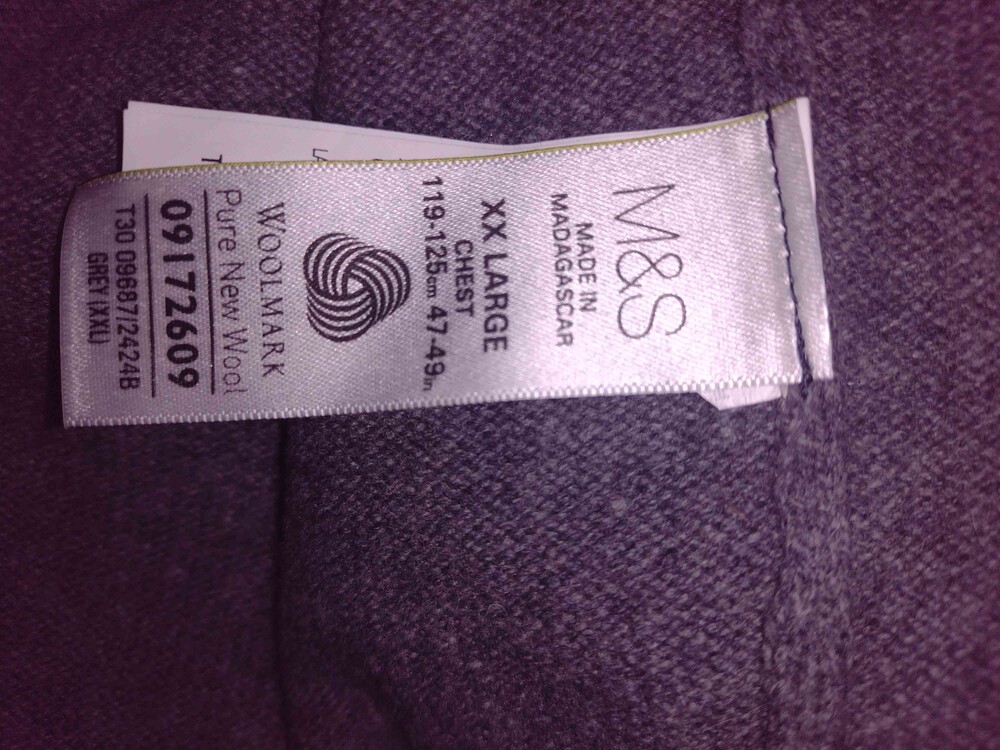 M&S
MADE IN
MADAGASCAR
XX LARGE
CHEST
119-125cm 47-49in
WOOLMARK
Pure New Wool
09172609
T30 09687/2424B
GREY (XXL)